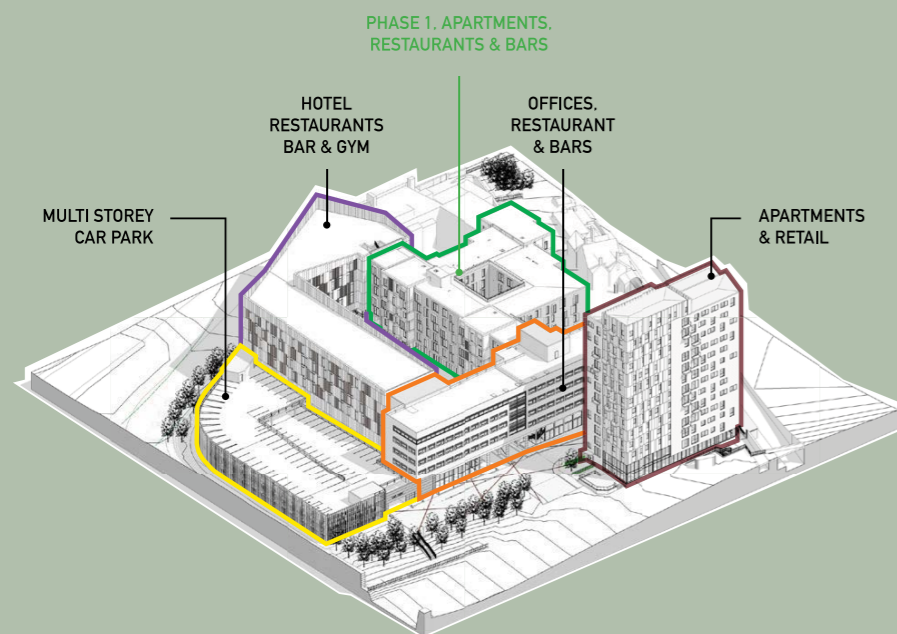 PHASE 1, APARTMENTS,
RESTAURANTS & BARS
HOTEL
RESTAURANTS
BAR & GYM
OFFICES,
RESTAURANT
& BARS
MULTI STOREY
CAR PARK
APARTMENTS
& RETAIL